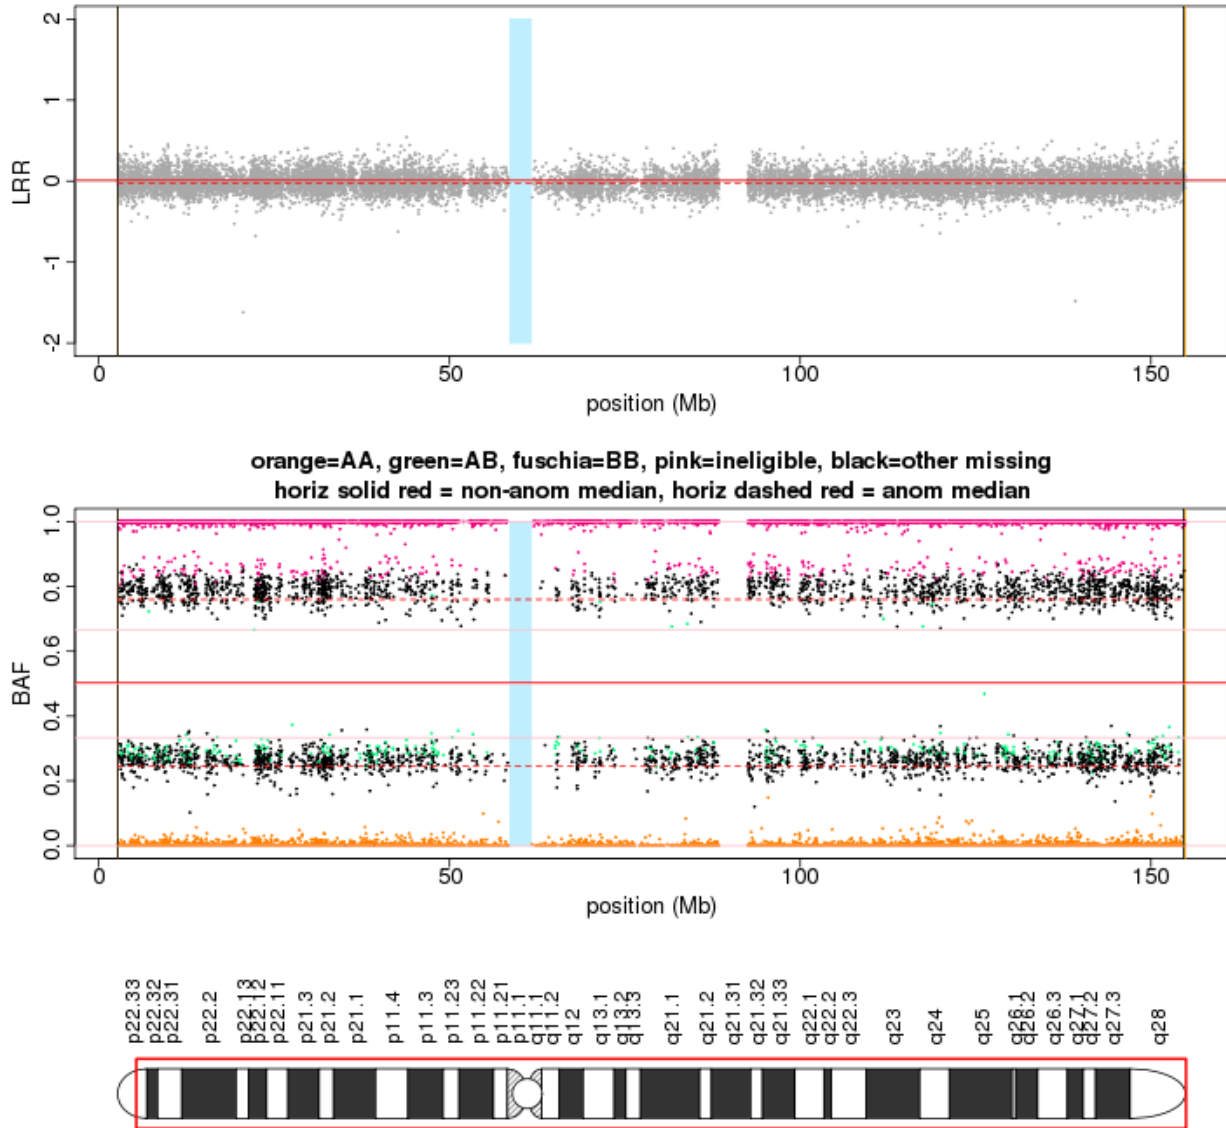 2
1
0
-1
-2
LRR
0 50 100 150
position (Mb)
orange=AA, green=AB, fuschia=BB, pink=ineligible, black=other missing
horiz solid red = non-anom median, horiz dashed red = anom median
1.0
0.8
0.6
0.4
0.2
0.0
BAF
0 50 100 150
position (Mb)
p22.33 p22.32 p22.31 p22.2 p22.13 p22.12 p22.11 p21.3 p21.2 p21.1 p11.4 p11.3 p11.23 p11.22 p11.21 p11.1 q11.1 q11.2 q12 q13.1 q13.2 q13.3 q21.1 q21.2 q21.31 q21.32 q21.33 q22.1 q22.2 q22.3 q23 q24 q25 q26.1 q26.2 q26.3 q27.1 q27.2 q27.3 q28